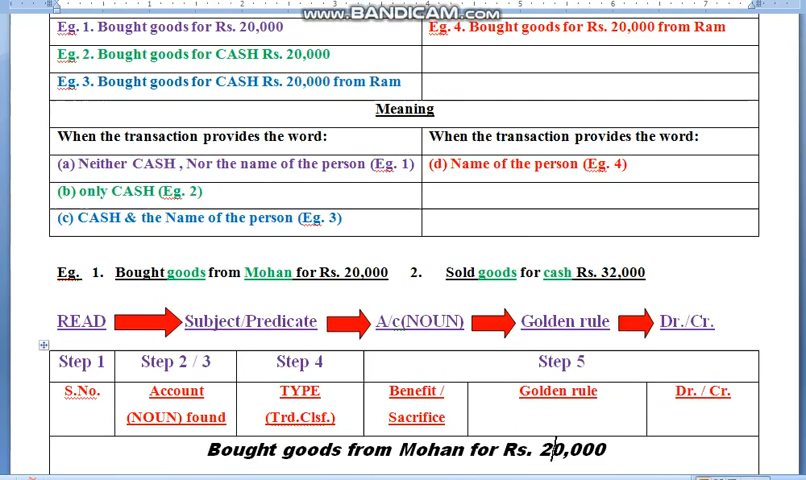 WWW.BANDICAM.COM
Eg. 1. Bought goods for Rs. 20,000
Eg. 4. Bought goods for Rs. 20,000 from Ram
Eg. 2. Bought goods for CASH Rs. 20,000
Eg. 3. Bought goods for CASH Rs. 20,000 from Ram
Meaning
When the transaction provides the word:
When the transaction provides the word:
(a) Neither CASH , Nor the name of the person (Eg. 1)
(d) Name of the person (Eg. 4)
(b) only CASH (Eg. 2)
(c) CASH & the Name of the person (Eg. 3)
Eg. 1. Bought goods from Mohan for Rs. 20,000 2. Sold goods for cash Rs. 32,000
READ Subject/Predicate A/c(NOUN) Golden rule Dr./Cr.
Step 1 Step 2 / 3 Step 4 Step 5
S.No. Account TYPE Benefit / Golden rule Dr. / Cr.
(NOUN) found (Trd.Clsf.) Sacrifice
Bought goods from Mohan for Rs. 20,000